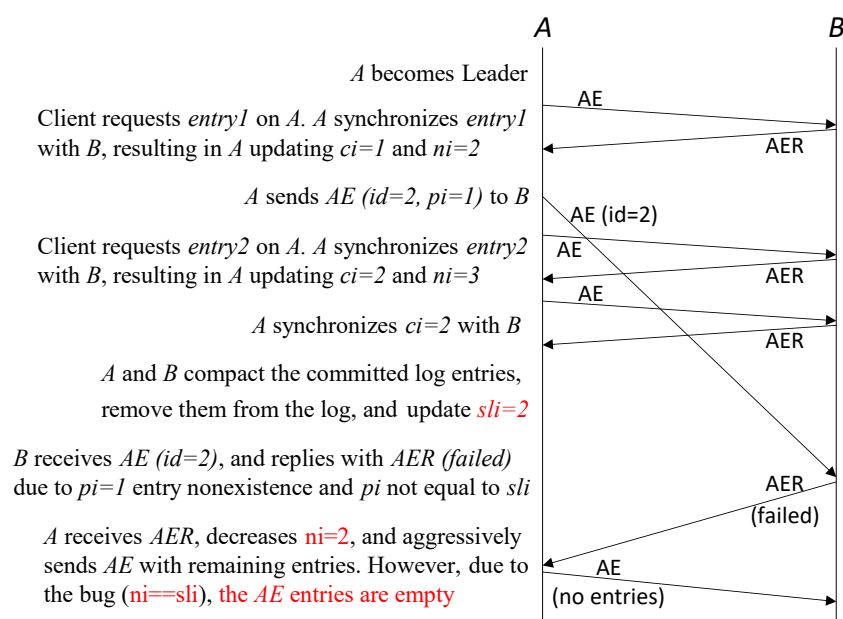 A
B
A becomes Leader
AE
Client requests entry1 on A. A synchronizes entry1
with B, resulting in A updating ci=1 and ni=2
AER
A sends AE (id=2, pi=1) to B
AE (id=2)
Client requests entry2 on A. A synchronizes entry2
with B, resulting in A updating ci=2 and ni=3
AE
AER
AE
A synchronizes ci=2 with B
AER
A and B compact the committed log entries,
remove them from the log, and update sli=2
B receives AE (id=2), and replies with AER (failed)
due to pi=1 entry nonexistence and pi not equal to sli
AER
(failed)
A receives AER, decreases ni=2, and aggressively
sends AE with remaining entries. However, due to
the bug (ni==sli), the AE entries are empty
AE
(no entries)